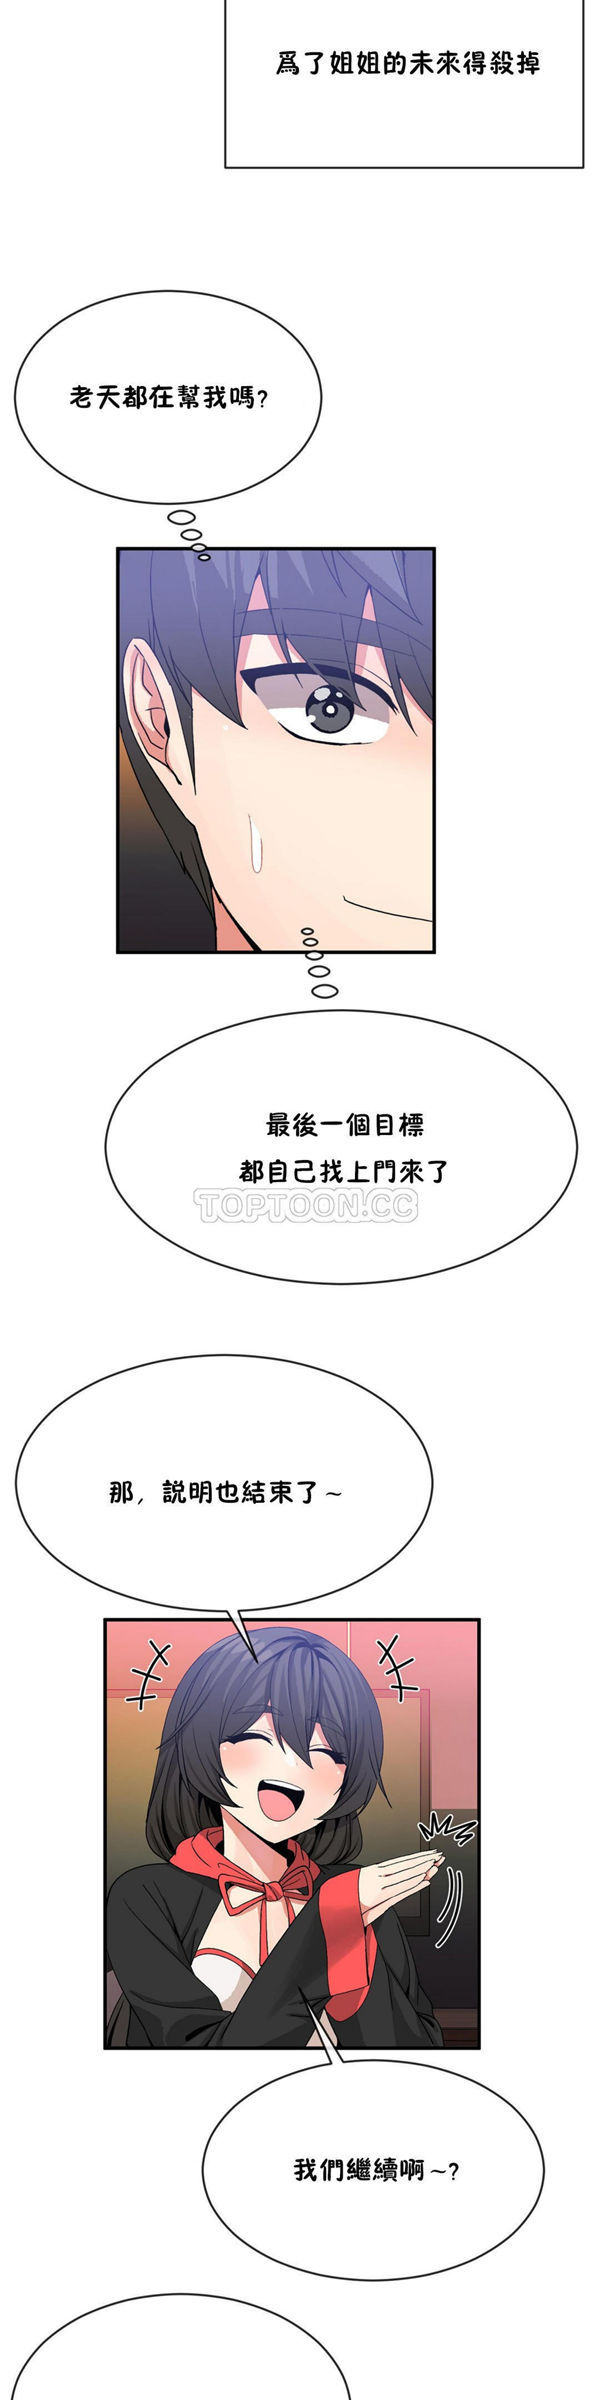 爲了姐姐的未來得殺掉
老天都在幫我嗎?
最後一個目標
都自己找上門來了
TOPTOON.CC
那，説明也結束了~
我們繼續啊~?